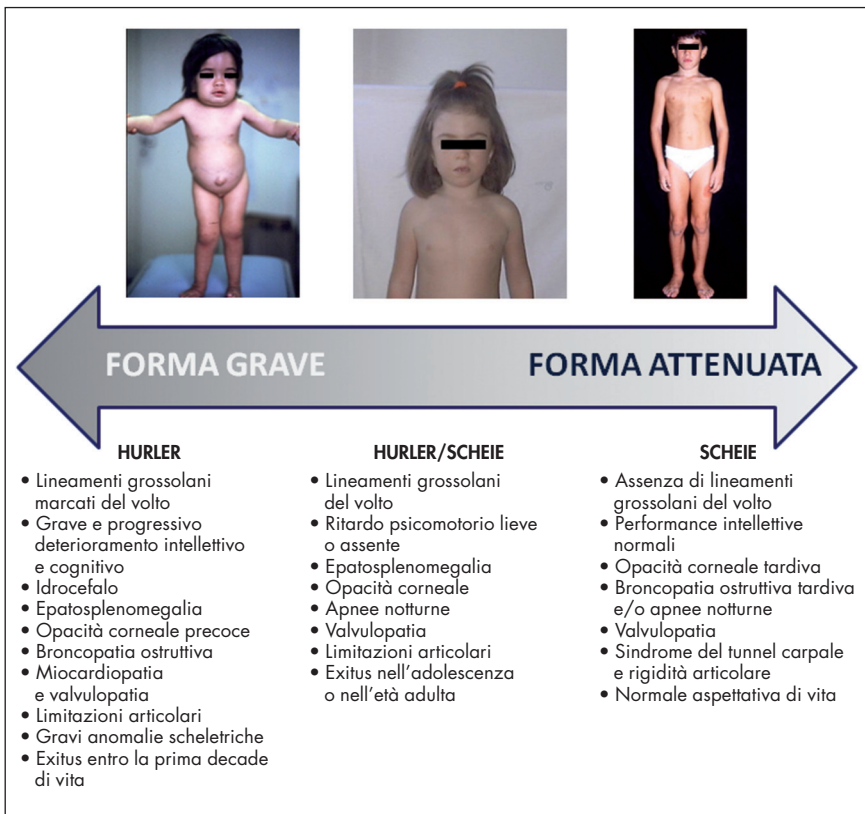 FORMA GRAVE
FORMA ATTENUATA
HURLER
• Lineamenti grossolani
marcati del volto
• Grave e progressivo
deterioramento intellettivo
e cognitivo
• Idrocefalo
• Epatosplenomegalia
• Opacità corneale precoce
• Broncopatia ostruttiva
• Miocardiopatia
e valvulopatia
• Limitazioni articolari
• Gravi anomalie scheletriche
• Exitus entro la prima decade
di vita
HURLER/SCHEIE
• Lineamenti grossolani
del volto
• Ritardo psicomotorio lieve
o assente
• Epatosplenomegalia
• Opacità corneale
• Apnee notturne
• Valvulopatia
• Limitazioni articolari
• Exitus nell’adolescenza
o nell’età adulta
SCHEIE
• Assenza di lineamenti
grossolani del volto
• Performance intellettive
normali
• Opacità corneale tardiva
• Broncopatia ostruttiva tardiva
e/o apnee notturne
• Valvulopatia
• Sindrome del tunnel carpale
e rigidità articolare
• Normale aspettativa di vita